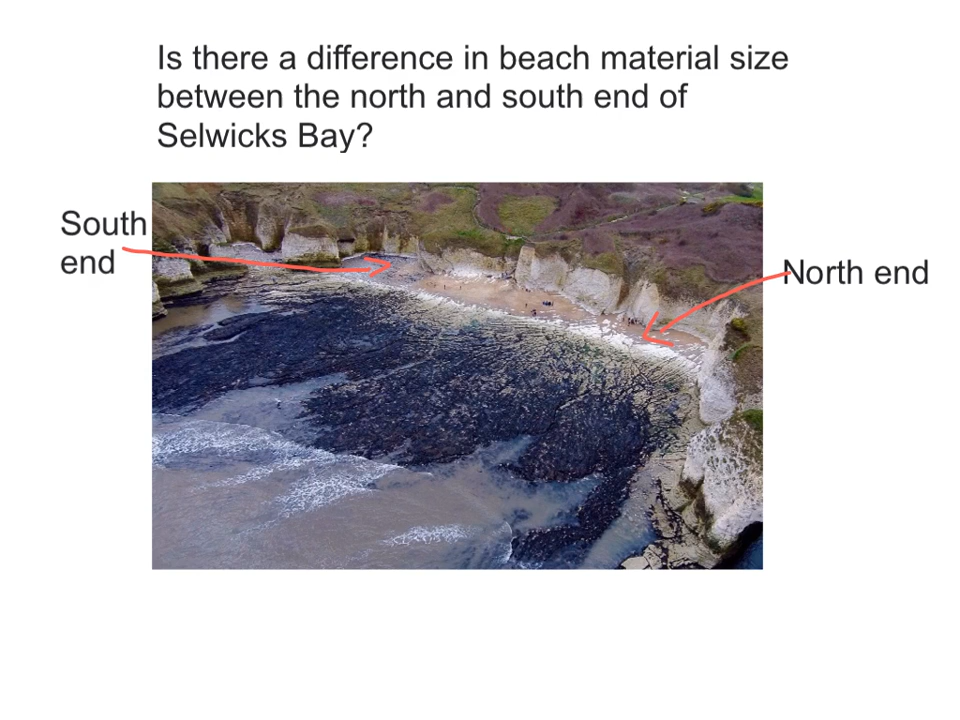 Is there a difference in beach material size
between the north and south end of
Selwicks Bay?
South
end
North end